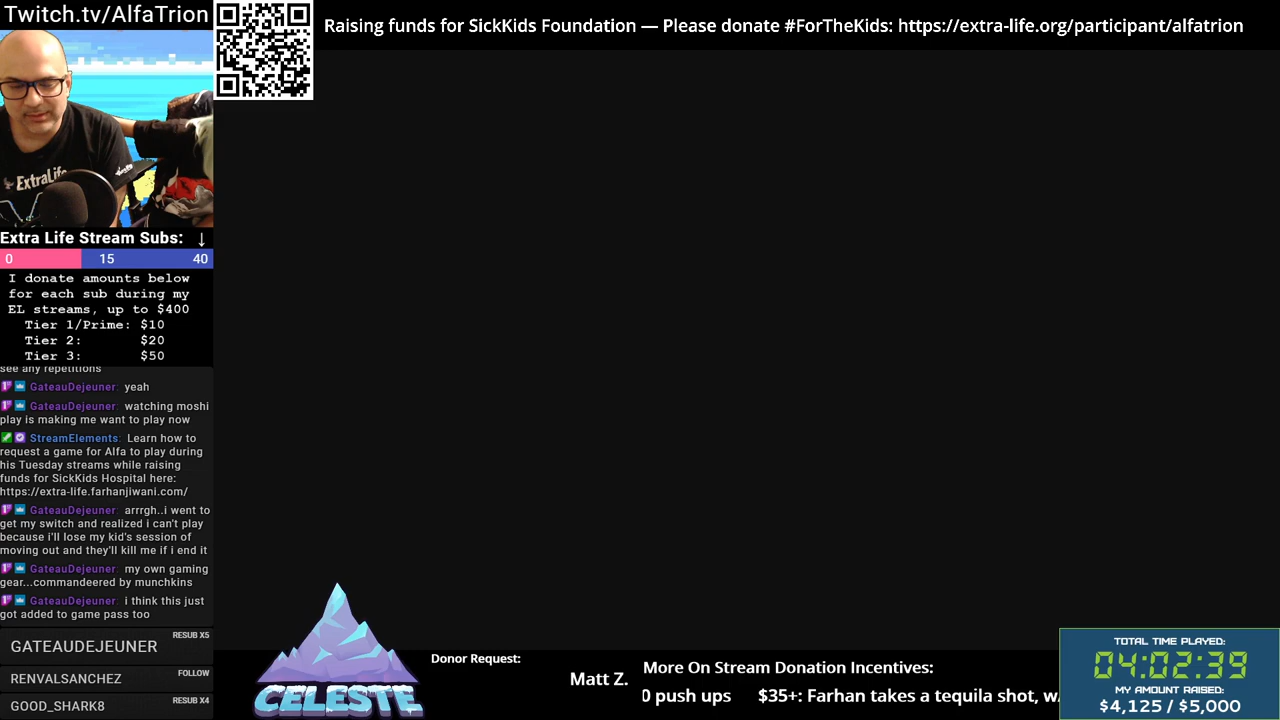 Twitch.tv/AlfaTrion
Raising funds for SickKids Foundation — Please donate #ForTheKids: https://extra-life.org/participant/alfatrion
ExtraLife
Extra Life Stream Subs: ↓
0 15 40
I donate amounts below
for each sub during my
EL streams, up to $400
Tier 1/Prime: $10
Tier 2: $20
Tier 3: $50
see any repetitions
GateauDejeuner: yeah
GateauDejeuner: watching moshi
play is making me want to play now
StreamElements: Learn how to
request a game for Alfa to play during
his Tuesday streams while raising
funds for SickKids Hospital here:
https://extra-life.farhanjiwani.com/
GateauDejeuner: arrrgh..i went to
get my switch and realized i can't play
because i'll lose my kid's session of
moving out and they'll kill me if i end it
GateauDejeuner: my own gaming
gear...commandeered by munchkins
GateauDejeuner: i think this just
got added to game pass too
GATEAUDEJEUNER RESUB X5
RENVALSANCHEZ FOLLOW
GOOD_SHARK8 RESUB X4
CELESTE
Donor Request:
Matt Z.
More On Stream Donation Incentives:
0 push ups $35+: Farhan takes a tequila shot, w/
TOTAL TIME PLAYED:
04:02:39
MY AMOUNT RAISED:
$4,125 / $5,000